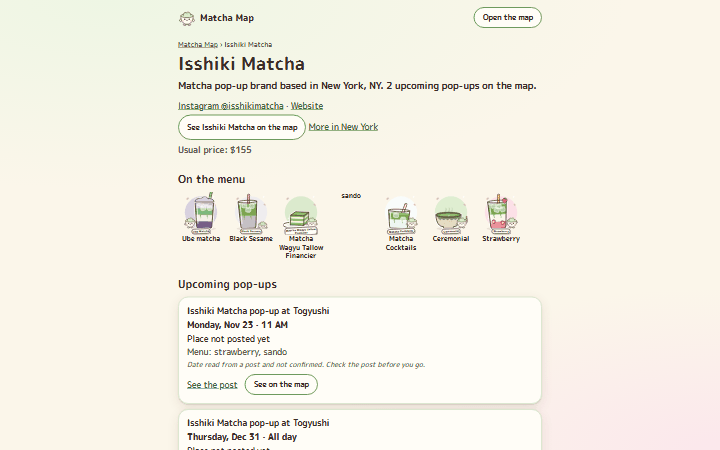 Matcha Map
Open the map
Matcha Map › Isshiki Matcha
Isshiki Matcha
Matcha pop-up brand based in New York, NY. 2 upcoming pop-ups on the map.
Instagram @isshikimatcha · Website
See Isshiki Matcha on the map
More in New York
Usual price: $155
On the menu
Ube matcha
Black Sesame
Matcha Wagyu Tallow Financier
sando
Matcha Cocktails
Ceremonial
Strawberry
Upcoming pop-ups
Isshiki Matcha pop-up at Togyushi
Monday, Nov 23 · 11 AM
Place not posted yet
Menu: strawberry, sando
Date read from a post and not confirmed. Check the post before you go.
See the post
See on the map
Isshiki Matcha pop-up at Togyushi
Thursday, Dec 31 · All day
Place not posted yet